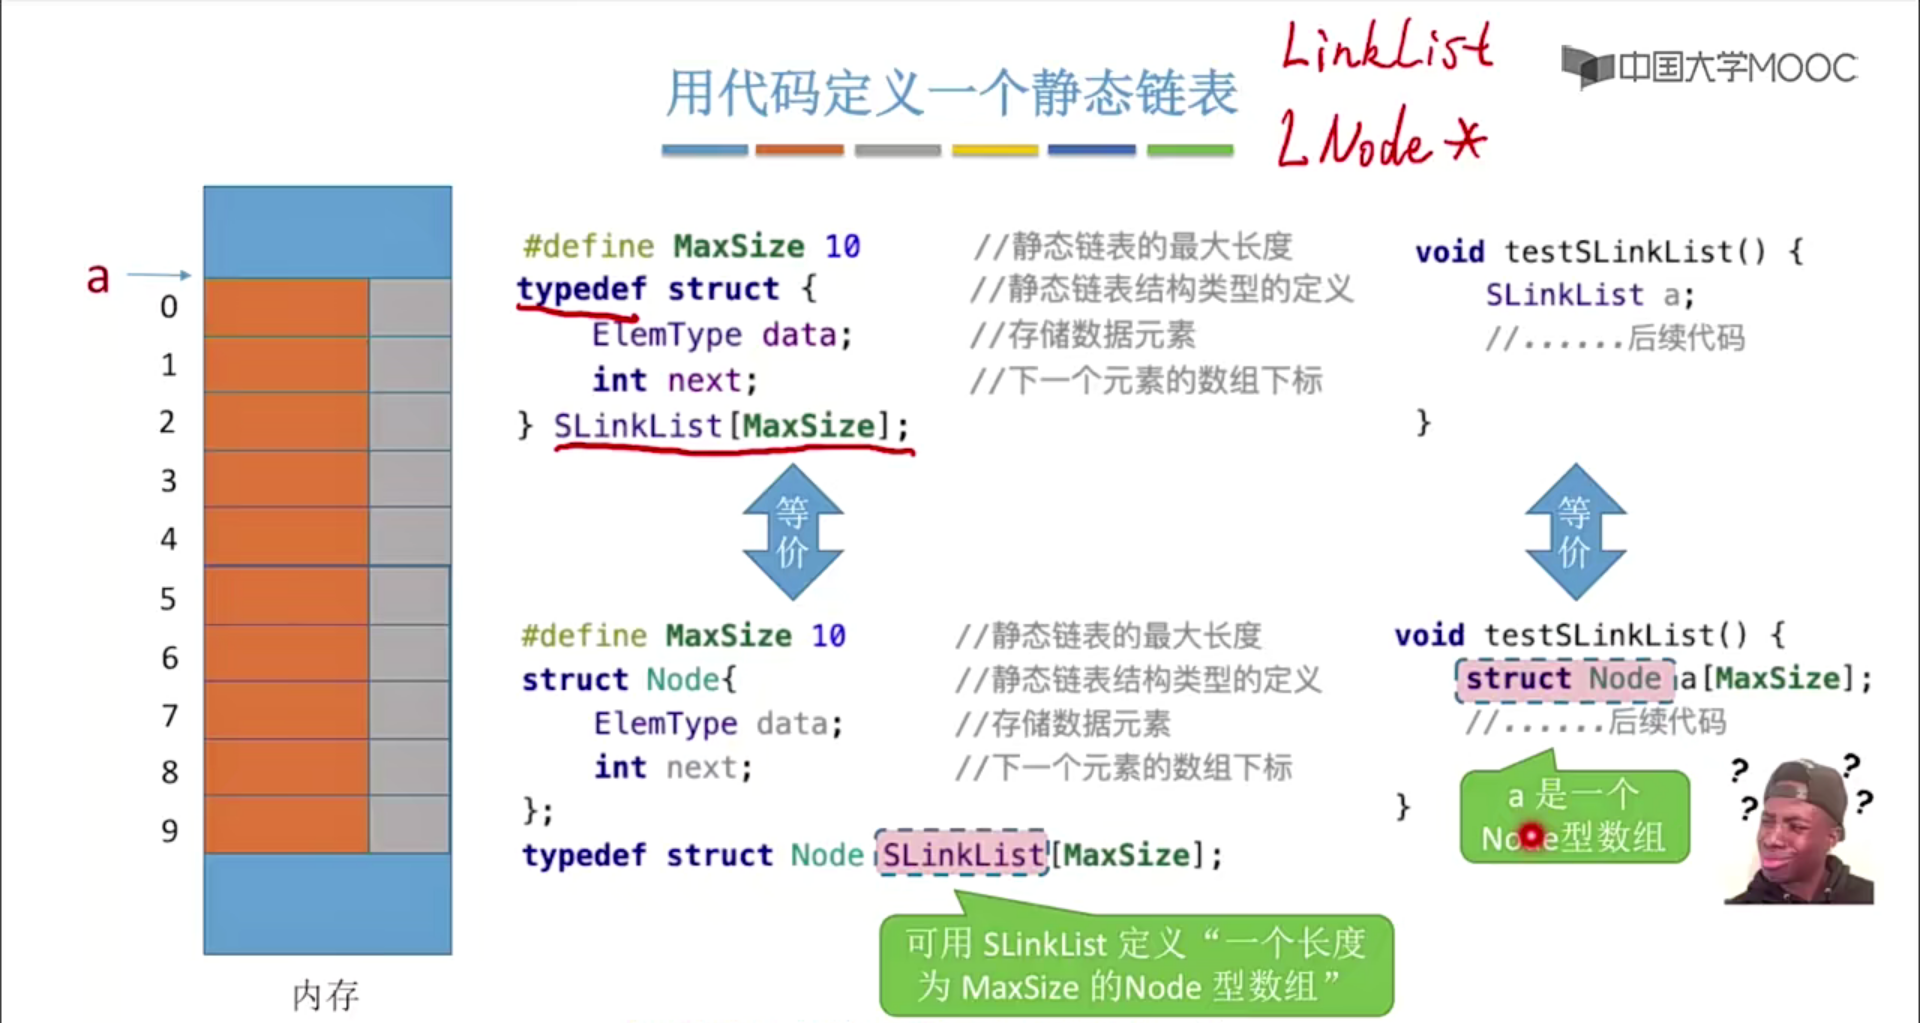 LinkList
用代码定义一个静态链表
中国大学MOOC
LNode *
a
0
1
2
3
4
5
6
7
8
9
内存
#define MaxSize 10 //静态链表的最大长度
typedef struct { //静态链表结构类型的定义
ElemType data; //存储数据元素
int next; //下一个元素的数组下标
} SLinkList[MaxSize];
void testSLinkList() {
SLinkList a;
//......后续代码
}
等
价
等
价
#define MaxSize 10 //静态链表的最大长度
struct Node{ //静态链表结构类型的定义
ElemType data; //存储数据元素
int next; //下一个元素的数组下标
};
typedef struct Node SLinkList[MaxSize];
void testSLinkList() {
struct Node a[MaxSize];
//......后续代码
}
a 是一个
Node型数组
? ?
? ?
可用 SLinkList 定义“一个长度
为 MaxSize 的Node 型数组”